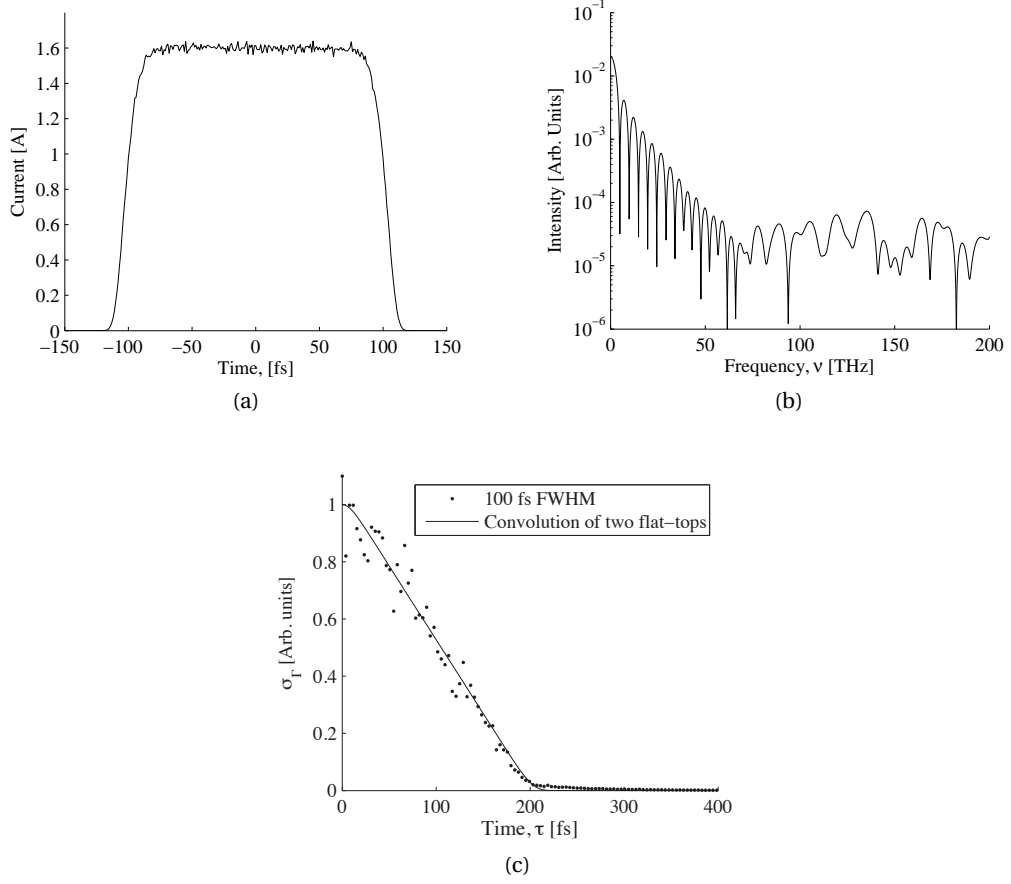 1.6
1.4
1.2
1
0.8
0.6
0.4
0.2
0
Current [A]
−150 −100 −50 0 50 100 150
Time, [fs]
(a)
10⁻¹
10⁻²
10⁻³
10⁻⁴
10⁻⁵
10⁻⁶
Intensity [Arb. Units]
0 50 100 150 200
Frequency, ν [THz]
(b)
100 fs FWHM
Convolution of two flat−tops
1
0.8
0.6
0.4
0.2
0
σ_Γ [Arb. units]
0 100 200 300 400
Time, τ [fs]
(c)